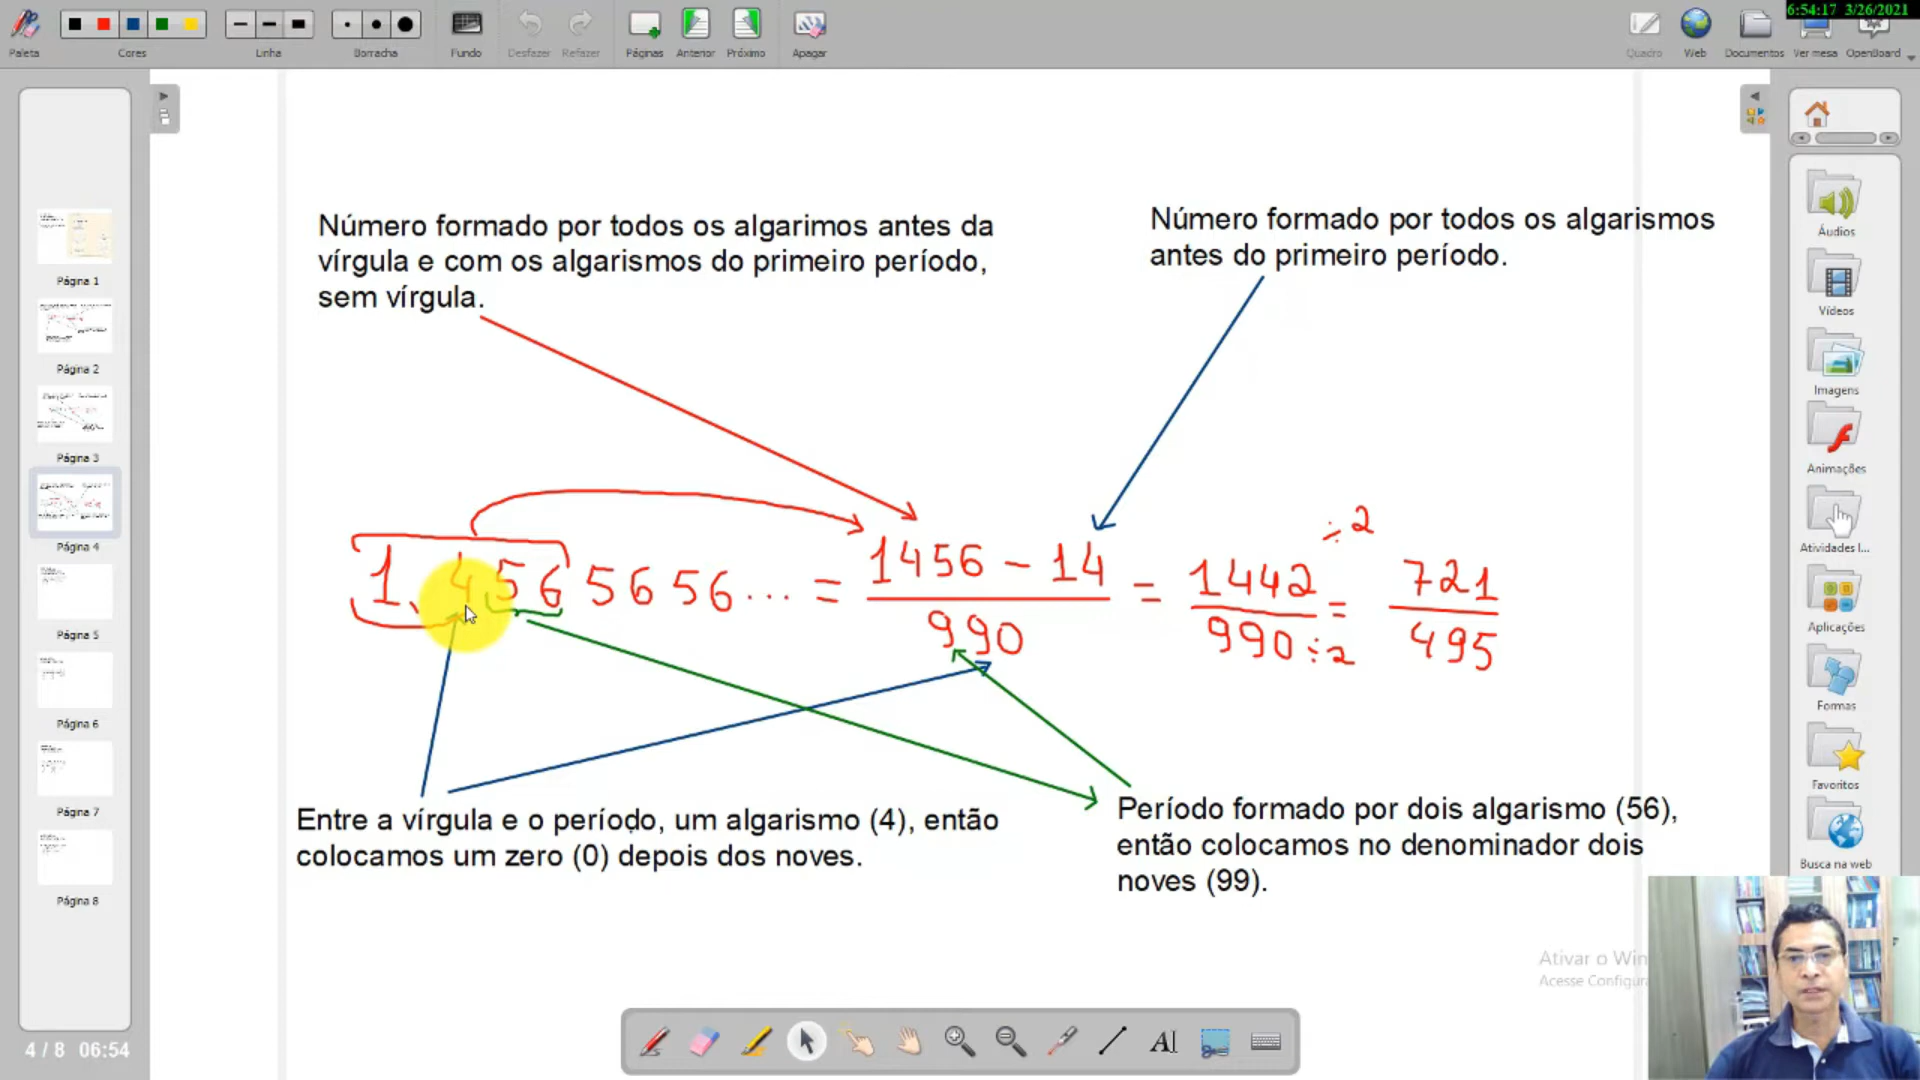 6:54:17 3/26/2021
Paleta
Cores
Linha
Borracha
Fundo
Desfazer
Refazer
Páginas
Anterior
Próximo
Apagar
Quadro
Web
Documentos
Ver mesa
OpenBoard
Página 1
Página 2
Página 3
Página 4
Página 5
Página 6
Página 7
Página 8
4 / 8 06:54
Número formado por todos os algarimos antes da
vírgula e com os algarismos do primeiro período,
sem vírgula.
Número formado por todos os algarismos
antes do primeiro período.
1,4565656... = 1456 - 14 / 990 = 1442 ÷2 / 990 ÷2 = 721 / 495
Entre a vírgula e o período, um algarismo (4), então
colocamos um zero (0) depois dos noves.
Período formado por dois algarismo (56),
então colocamos no denominador dois
noves (99).
Áudios
Vídeos
Imagens
Animações
Atividades I...
Aplicações
Formas
Favoritos
Busca na web
Ativar o Win
Acesse Configura
AI